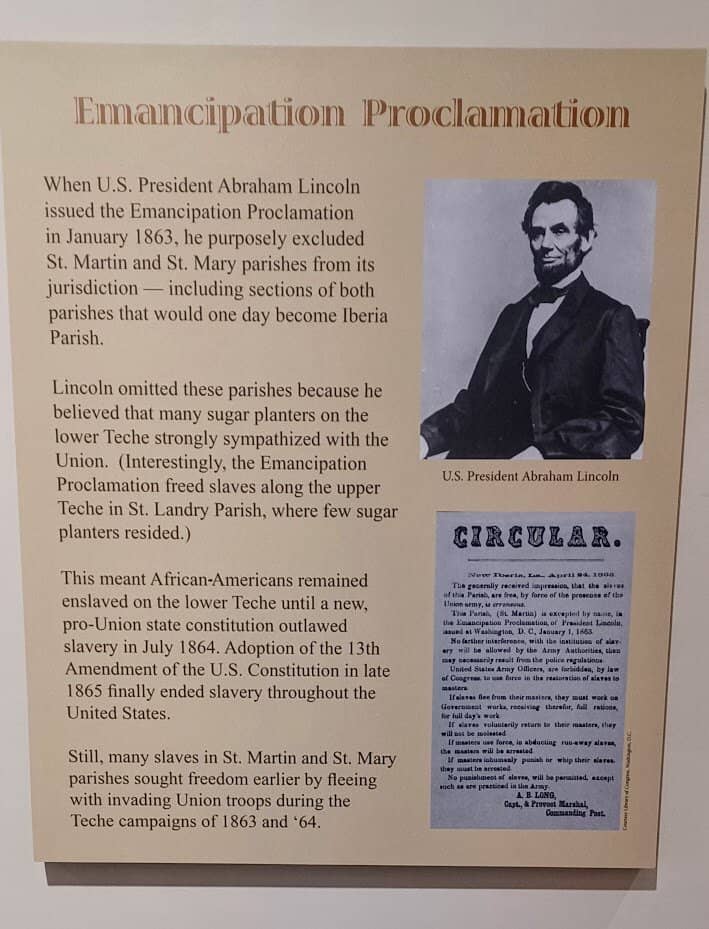 Emancipation Proclamation
When U.S. President Abraham Lincoln
issued the Emancipation Proclamation
in January 1863, he purposely excluded
St. Martin and St. Mary parishes from its
jurisdiction — including sections of both
parishes that would one day become Iberia
Parish.
Lincoln omitted these parishes because he
believed that many sugar planters on the
lower Teche strongly sympathized with the
Union. (Interestingly, the Emancipation
Proclamation freed slaves along the upper
Teche in St. Landry Parish, where few sugar
planters resided.)
This meant African-Americans remained
enslaved on the lower Teche until a new,
pro-Union state constitution outlawed
slavery in July 1864. Adoption of the 13th
Amendment of the U.S. Constitution in late
1865 finally ended slavery throughout the
United States.
Still, many slaves in St. Martin and St. Mary
parishes sought freedom earlier by fleeing
with invading Union troops during the
Teche campaigns of 1863 and ‘64.
U.S. President Abraham Lincoln
CIRCULAR.
New Iberia, La., April 24, 1863.
The generally received impression, that the slaves
of this Parish, are free, by force of the presence of the
Union army, is erroneous.
This Parish, (St. Martin) is excepted by name, in
the Emancipation Proclamation, of President Lincoln,
issued at Washington, D. C., January 1, 1863.
No farther interference, with the institution of slav-
ery will be allowed by the Army Authorities, than
may necessarily result from the police regulations.
United States Army Officers, are forbidden, by law
of Congress, to use force in the restoration of slaves to
masters.
If slaves flee from their masters, they must work on
Government works, receiving therefor, full rations,
for full day's work.
If slaves voluntarily return to their masters, they
will not be molested.
If masters use force, in abducting run-away slaves,
the masters will be arrested.
If masters inhumanly punish or whip their slaves,
they must be arrested.
No punishment of slaves, will be permitted, except
such as are practiced in the Army.
A. B. LONG,
Capt., & Provost Marshal,
Commanding Post.
Courtesy Library of Congress, Washington, D.C.